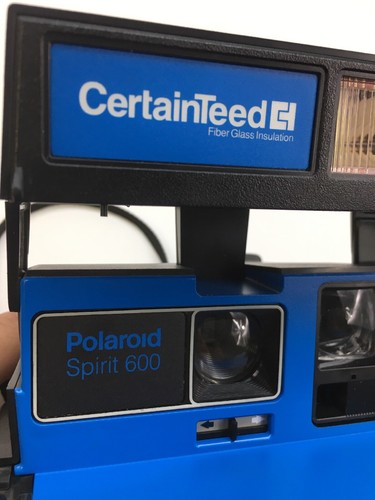 CertainTeed
Fiber Glass Insulation
Polaroid
Spirit 600